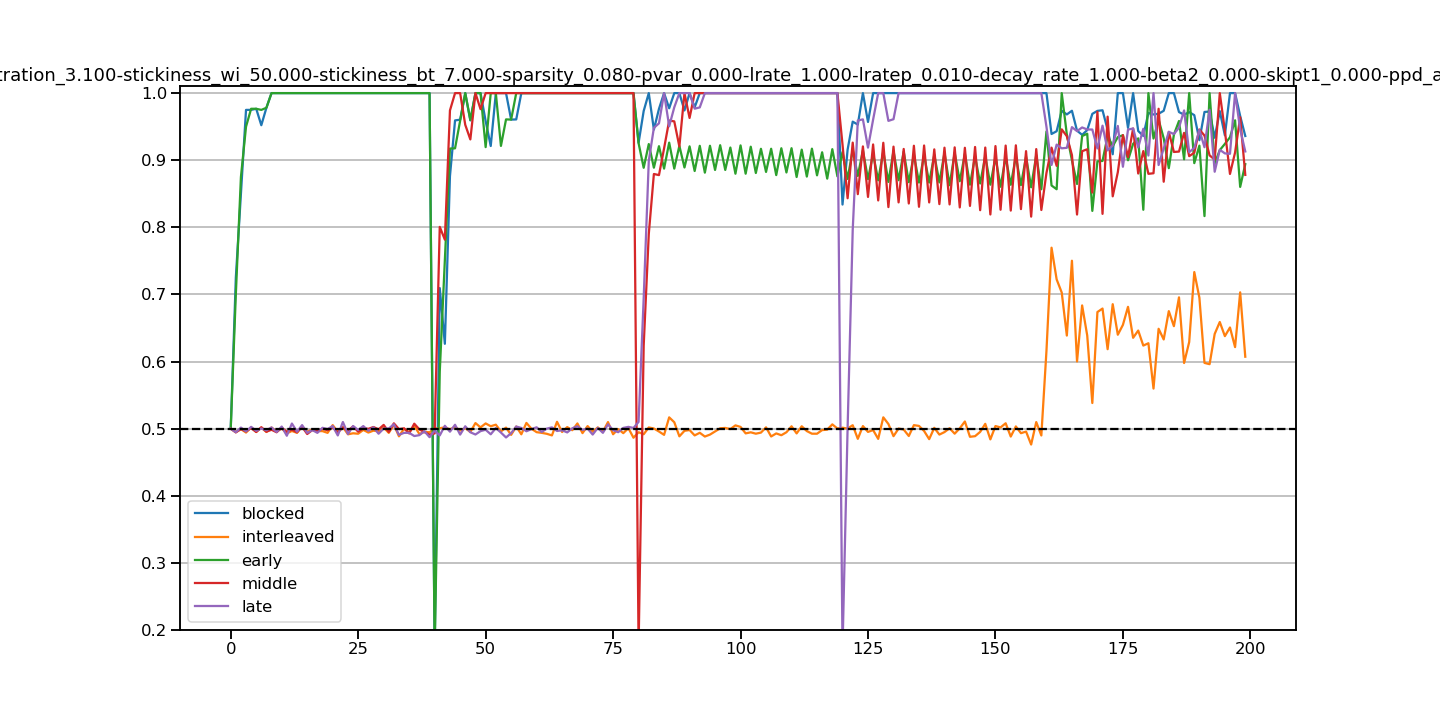 tration_3.100-stickiness_wi_50.000-stickiness_bt_7.000-sparsity_0.080-pvar_0.000-lrate_1.000-lratep_0.010-decay_rate_1.000-beta2_0.000-skipt1_0.000-ppd_a
1.0
0.9
0.8
0.7
0.6
0.5
0.4
0.3
0.2
blocked
interleaved
early
middle
late
0 25 50 75 100 125 150 175 200